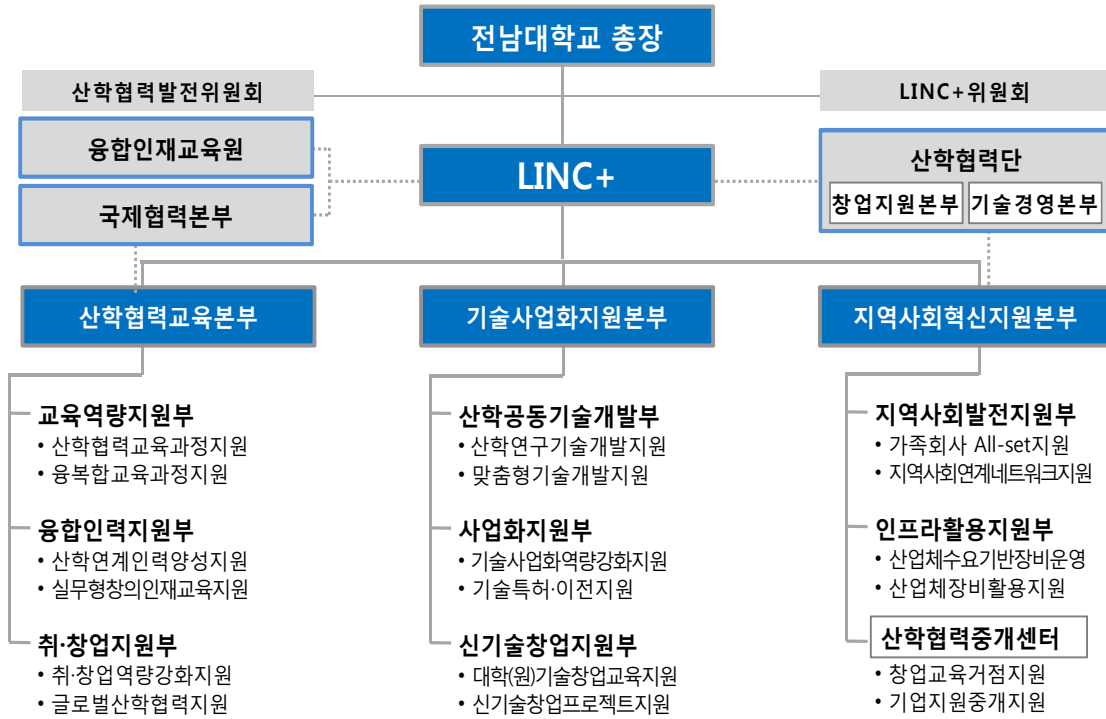 전남대학교 총장
산학협력발전위원회
LINC+위원회
융합인재교육원
국제협력본부
LINC+
산학협력단
창업지원본부
기술경영본부
산학협력교육본부
교육역량지원부
• 산학협력교육과정지원
• 융복합교육과정지원
융합인력지원부
• 산학연계인력양성지원
• 실무형창의인재교육지원
취·창업지원부
• 취·창업역량강화지원
• 글로벌산학협력지원
기술사업화지원본부
산학공동기술개발부
• 산학연구기술개발지원
• 맞춤형기술개발지원
사업화지원부
• 기술사업화역량강화지원
• 기술특허·이전지원
신기술창업지원부
• 대학(원)기술창업교육지원
• 신기술창업프로젝트지원
지역사회혁신지원본부
지역사회발전지원부
• 가족회사 All-set지원
• 지역사회연계네트워크지원
인프라활용지원부
• 산업체수요기반장비운영
• 산업체장비활용지원
산학협력중개센터
• 창업교육거점지원
• 기업지원중개지원